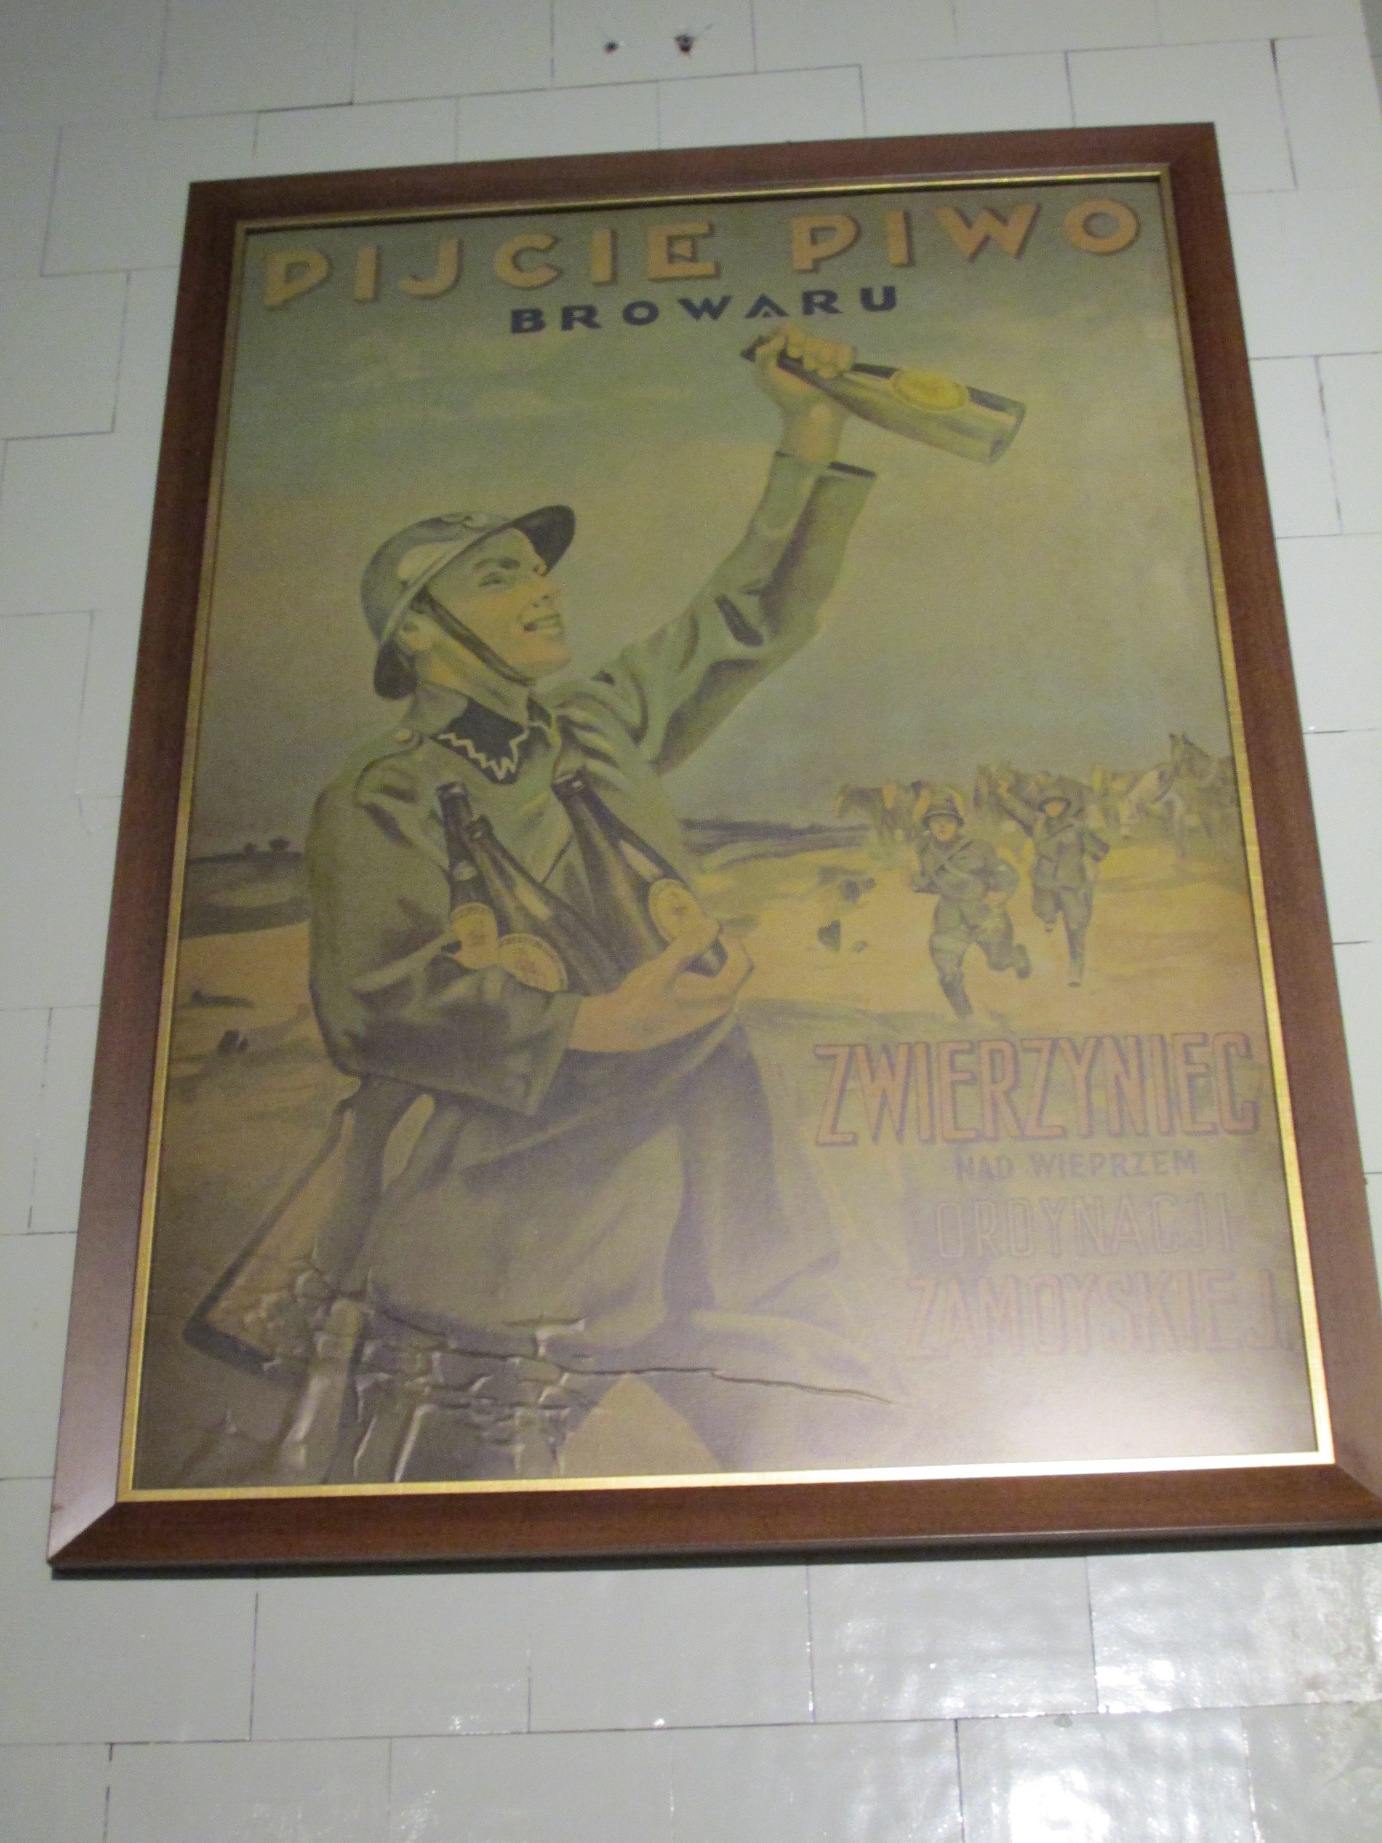 PIJCIE PIWO
BROWARU
ZWIERZYNIEC
NAD WIEPRZEM
ORDYNACJI
ZAMOYSKIEJ